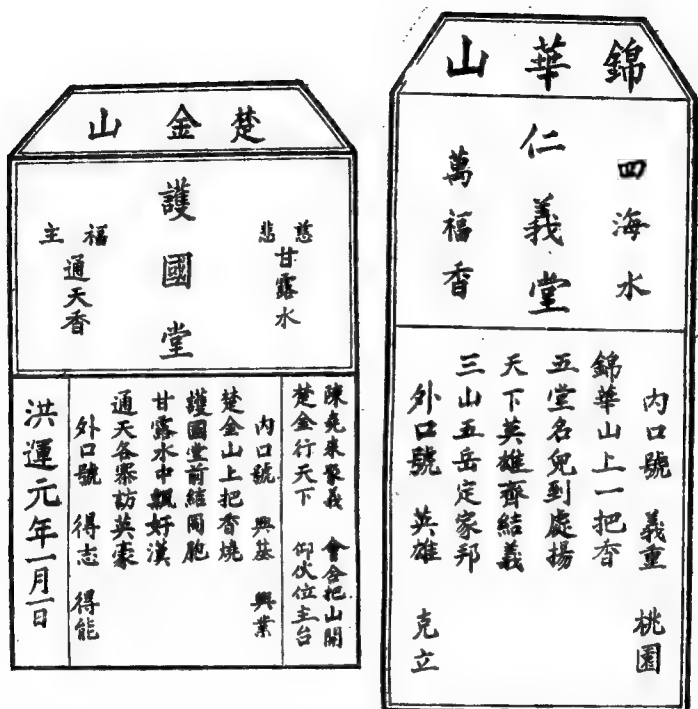 錦華山
四海水
仁義堂
萬福香
內口號 義重 桃園
錦華山上一把香
五堂名兒到處揚
天下英雄齊結義
三山五岳定家邦
外口號 英雄 克立
楚金山
慈悲
甘露水
護國堂
福主
通天香
陳堯來聚義 會合把山開
楚金行天下 仰伙位主台
內口號 興基 興業
楚金山上把香燒
護國堂前結同胞
甘露水中飄好漢
通天各寨訪英豪
外口號 得志 得能
洪運元年一月一日